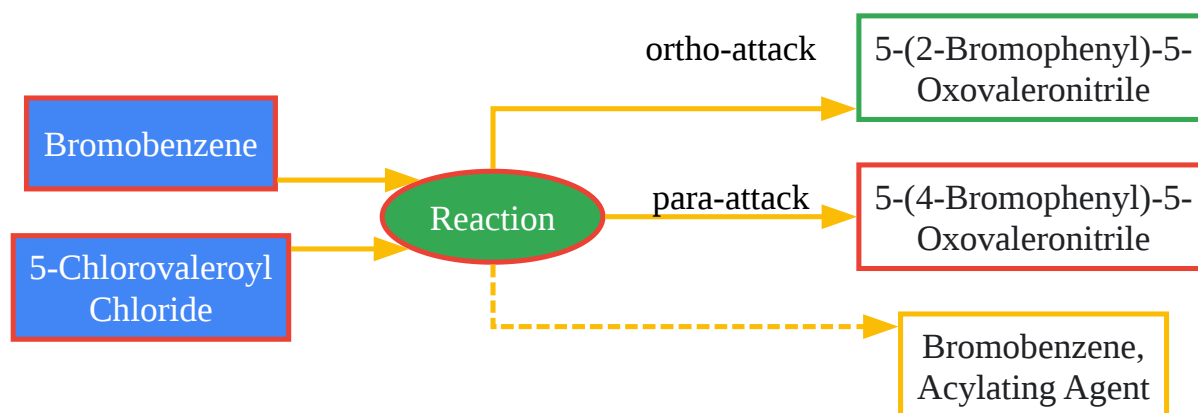 ortho-attack
5-(2-Bromophenyl)-5-
Oxovaleronitrile
Bromobenzene
Reaction
para-attack
5-(4-Bromophenyl)-5-
Oxovaleronitrile
5-Chlorovaleroyl
Chloride
Bromobenzene,
Acylating Agent